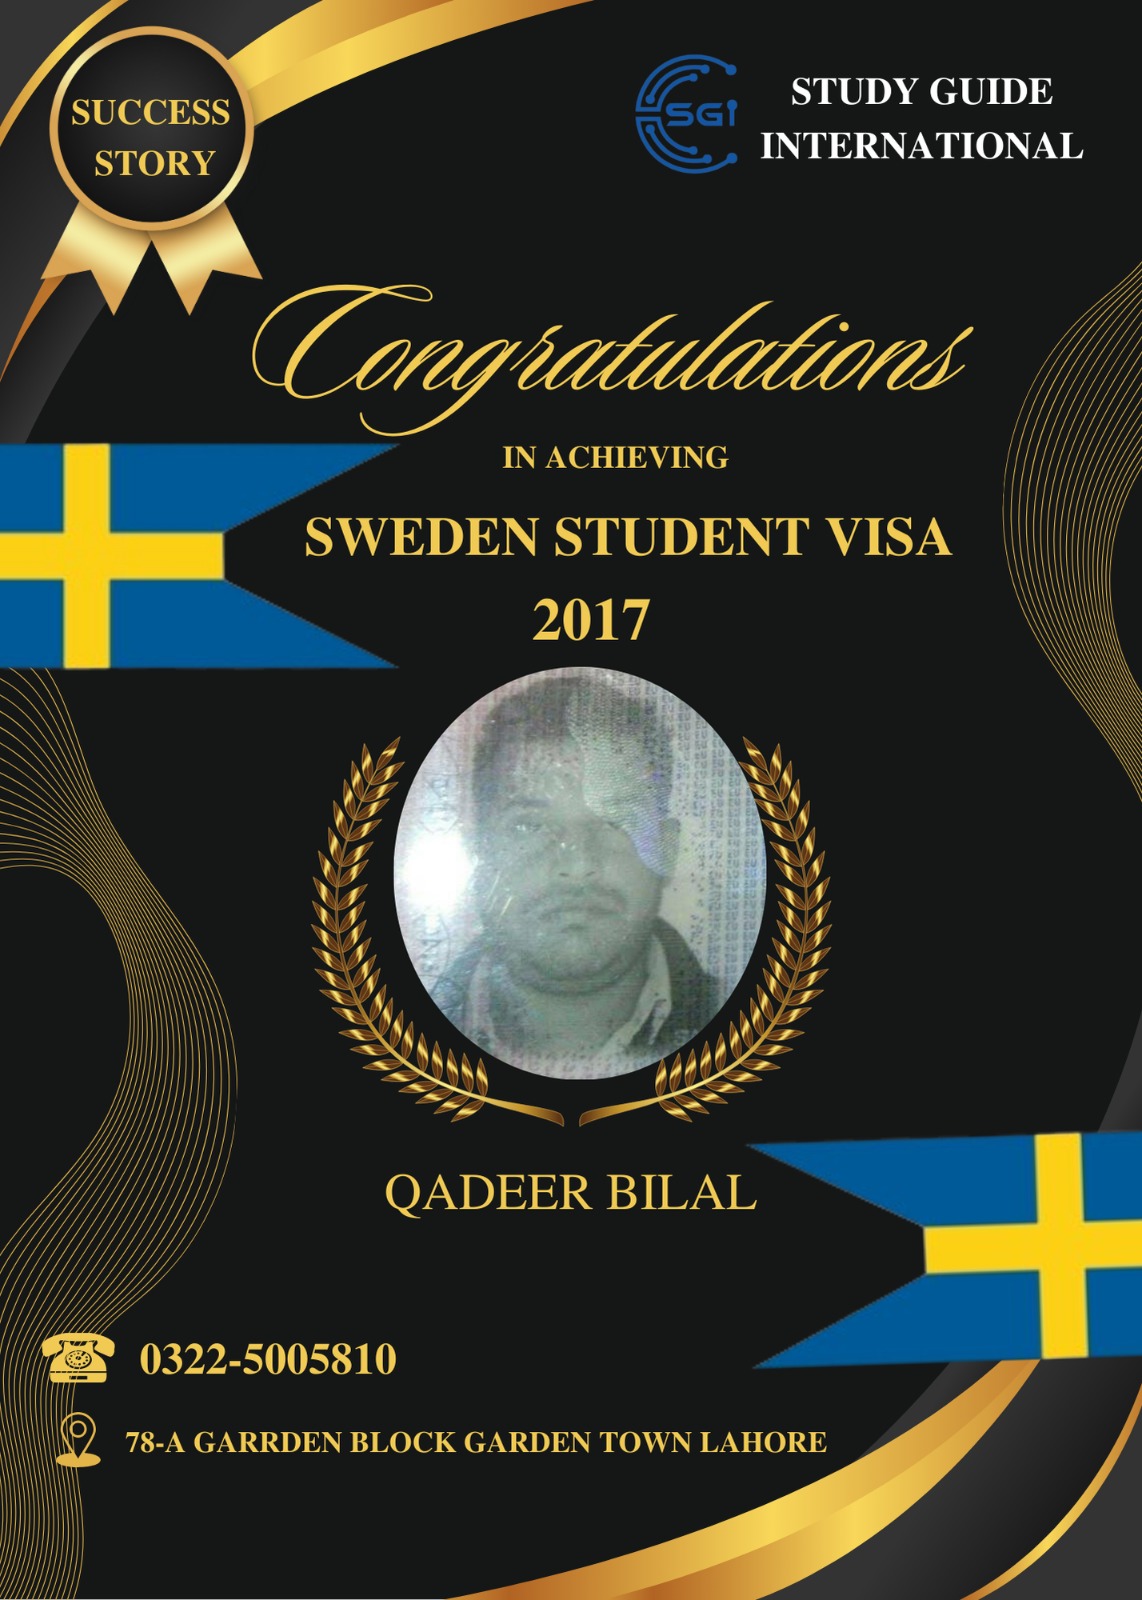 SUCCESS
STORY
SGI
STUDY GUIDE
INTERNATIONAL
Congratulations
IN ACHIEVING
SWEDEN STUDENT VISA
2017
QADEER BILAL
0322-5005810
78-A GARRDEN BLOCK GARDEN TOWN LAHORE